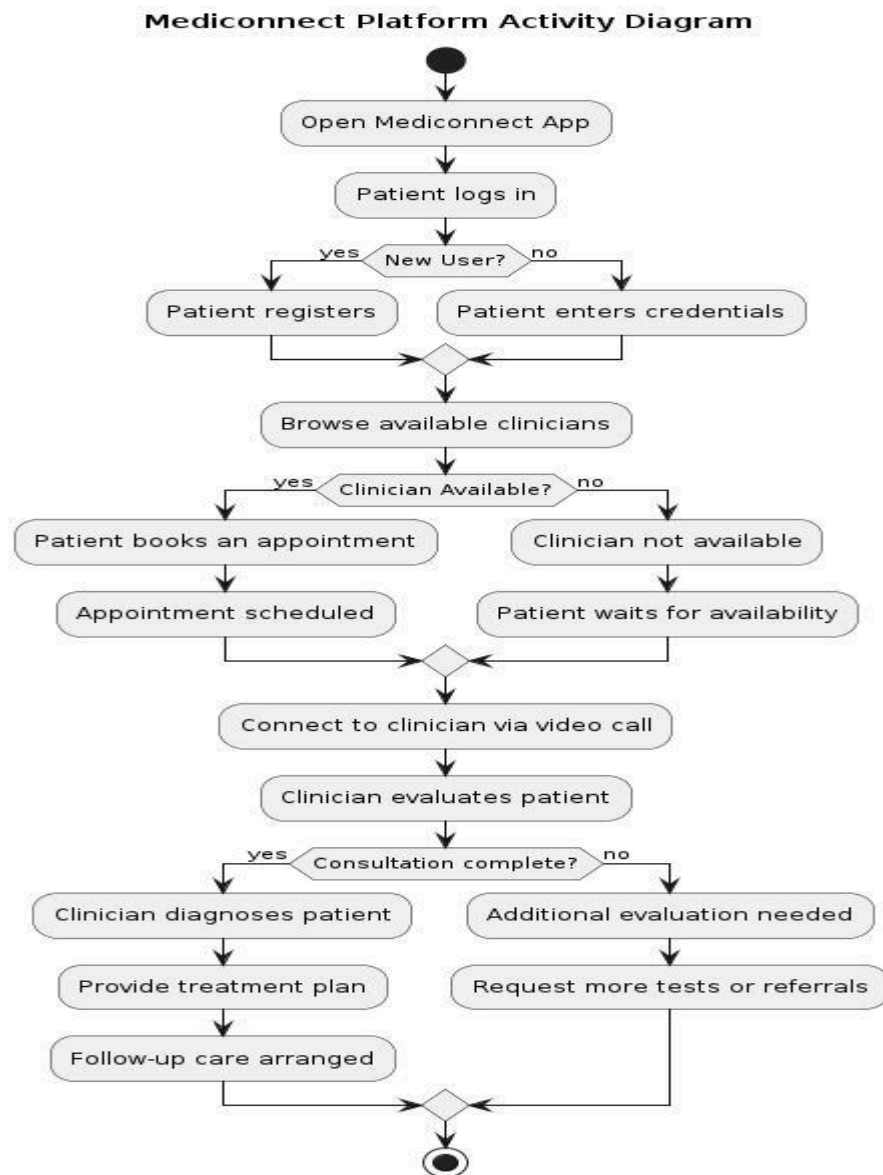 Mediconnect Platform Activity Diagram
Open Mediconnect App
Patient logs in
yes
New User?
no
Patient registers
Patient enters credentials
Browse available clinicians
yes
Clinician Available?
no
Patient books an appointment
Clinician not available
Appointment scheduled
Patient waits for availability
Connect to clinician via video call
Clinician evaluates patient
yes
Consultation complete?
no
Clinician diagnoses patient
Additional evaluation needed
Provide treatment plan
Request more tests or referrals
Follow-up care arranged